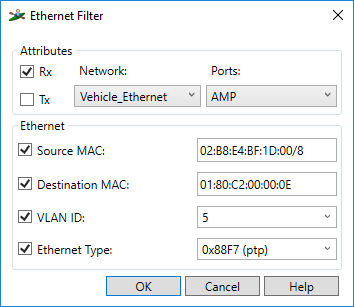 Ethernet Filter
Attributes
Rx Network: Ports:
Tx Vehicle_Ethernet AMP
Ethernet
Source MAC: 02:B8:E4:BF:1D:00/8
Destination MAC: 01:80:C2:00:00:0E
VLAN ID: 5
Ethernet Type: 0x88F7 (ptp)
OK Cancel Help